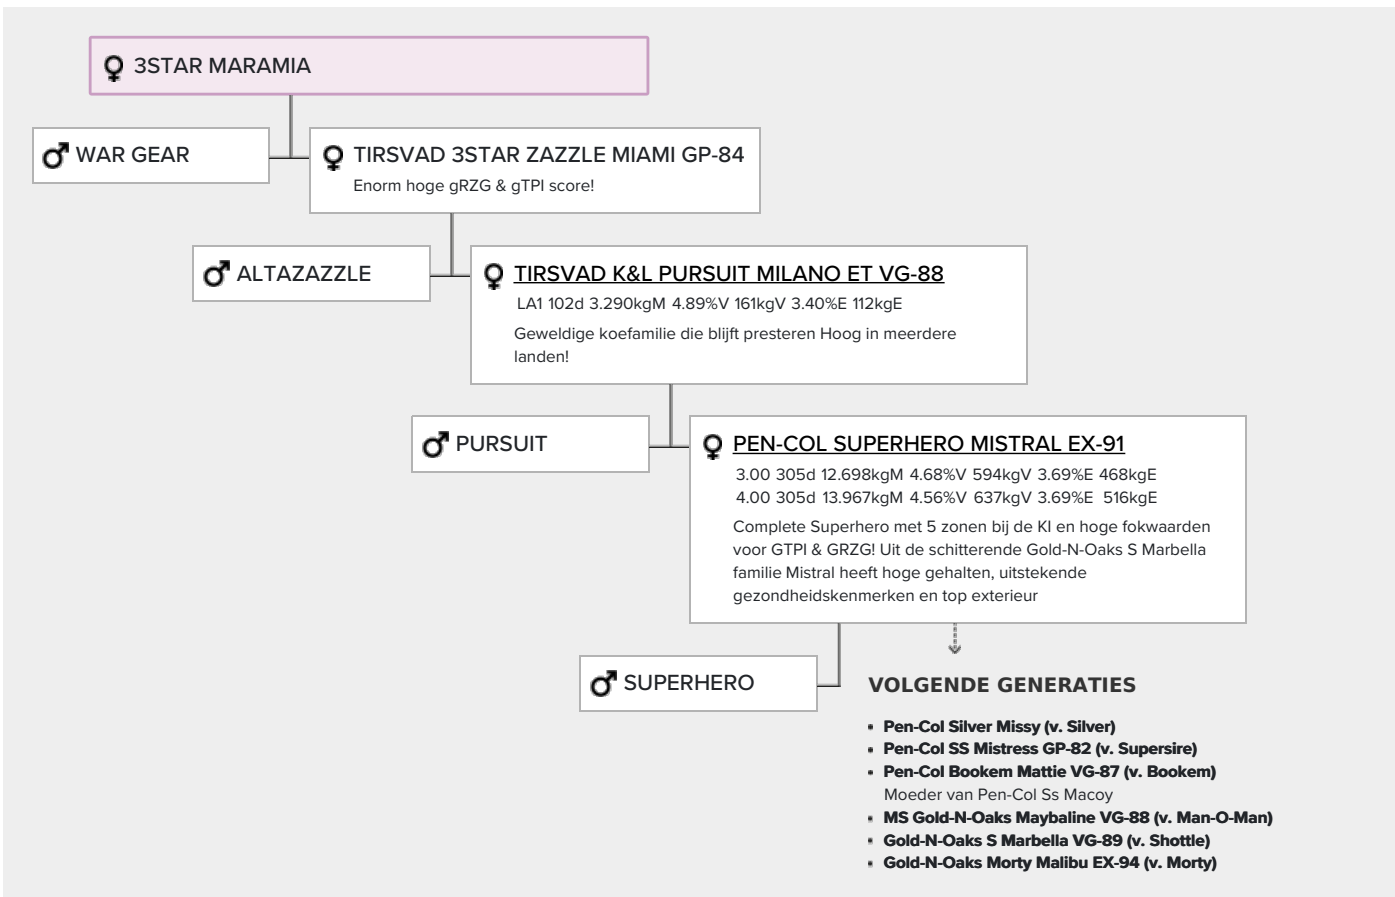 3STAR MARAMIA
WAR GEAR
TIRSVAD 3STAR ZAZZLE MIAMI GP-84
Enorm hoge gRZG & gTPI score!
ALTAZAZZLE
TIRSVAD K&L PURSUIT MILANO ET VG-88
LA1 102d 3.290kgM 4.89%V 161kgV 3.40%E 112kgE
Geweldige koefamilie die blijft presteren Hoog in meerdere
landen!
PURSUIT
PEN-COL SUPERHERO MISTRAL EX-91
3.00 305d 12.698kgM 4.68%V 594kgV 3.69%E 468kgE
4.00 305d 13.967kgM 4.56%V 637kgV 3.69%E 516kgE
Complete Superhero met 5 zonen bij de KI en hoge fokwaarden
voor GTPI & GRZG! Uit de schitterende Gold-N-Oaks S Marbella
familie Mistral heeft hoge gehalten, uitstekende
gezondheidskenmerken en top exterieur
SUPERHERO
VOLGENDE GENERATIES
Pen-Col Silver Missy (v. Silver)
Pen-Col SS Mistress GP-82 (v. Supersire)
Pen-Col Bookem Mattie VG-87 (v. Bookem)
Moeder van Pen-Col Ss Macoy
MS Gold-N-Oaks Maybaline VG-88 (v. Man-O-Man)
Gold-N-Oaks S Marbella VG-89 (v. Shottle)
Gold-N-Oaks Morty Malibu EX-94 (v. Morty)